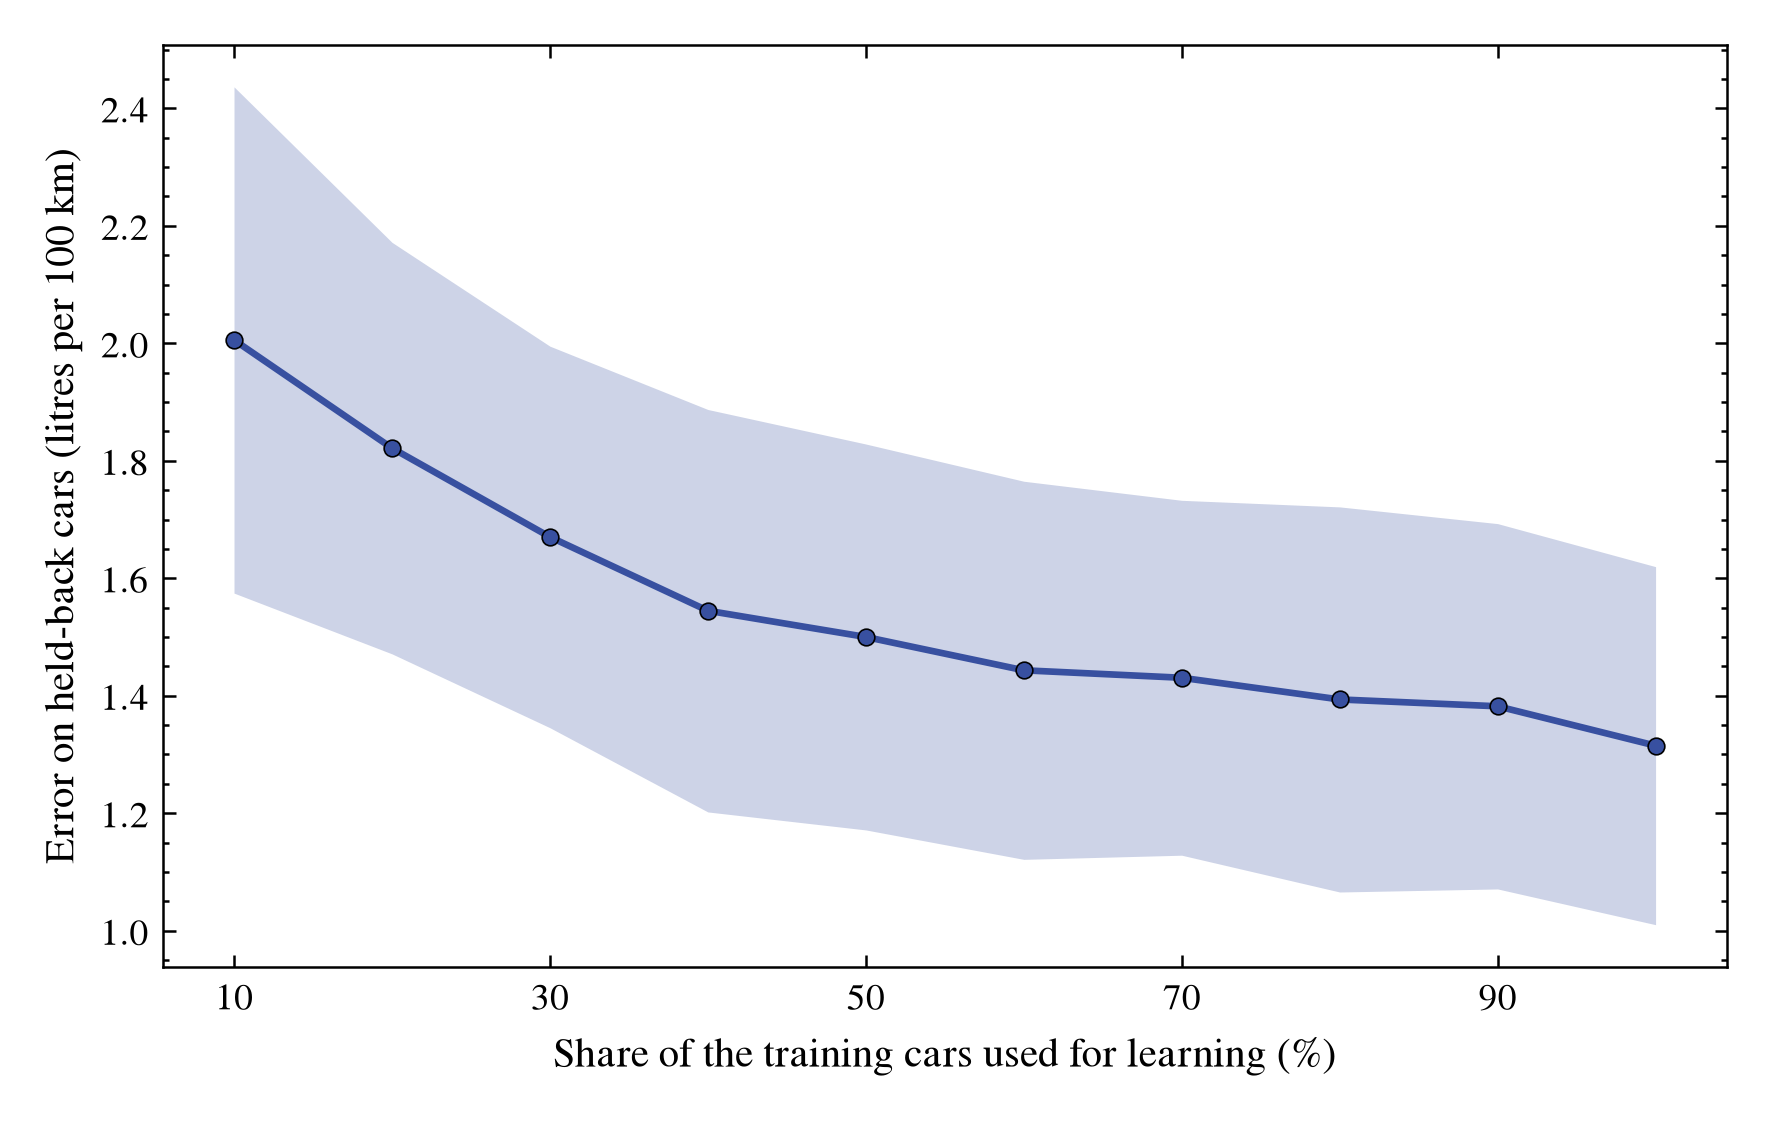 2.4
2.2
2.0
1.8
1.6
1.4
1.2
1.0
Error on held-back cars (litres per 100 km)
10 30 50 70 90
Share of the training cars used for learning (%)